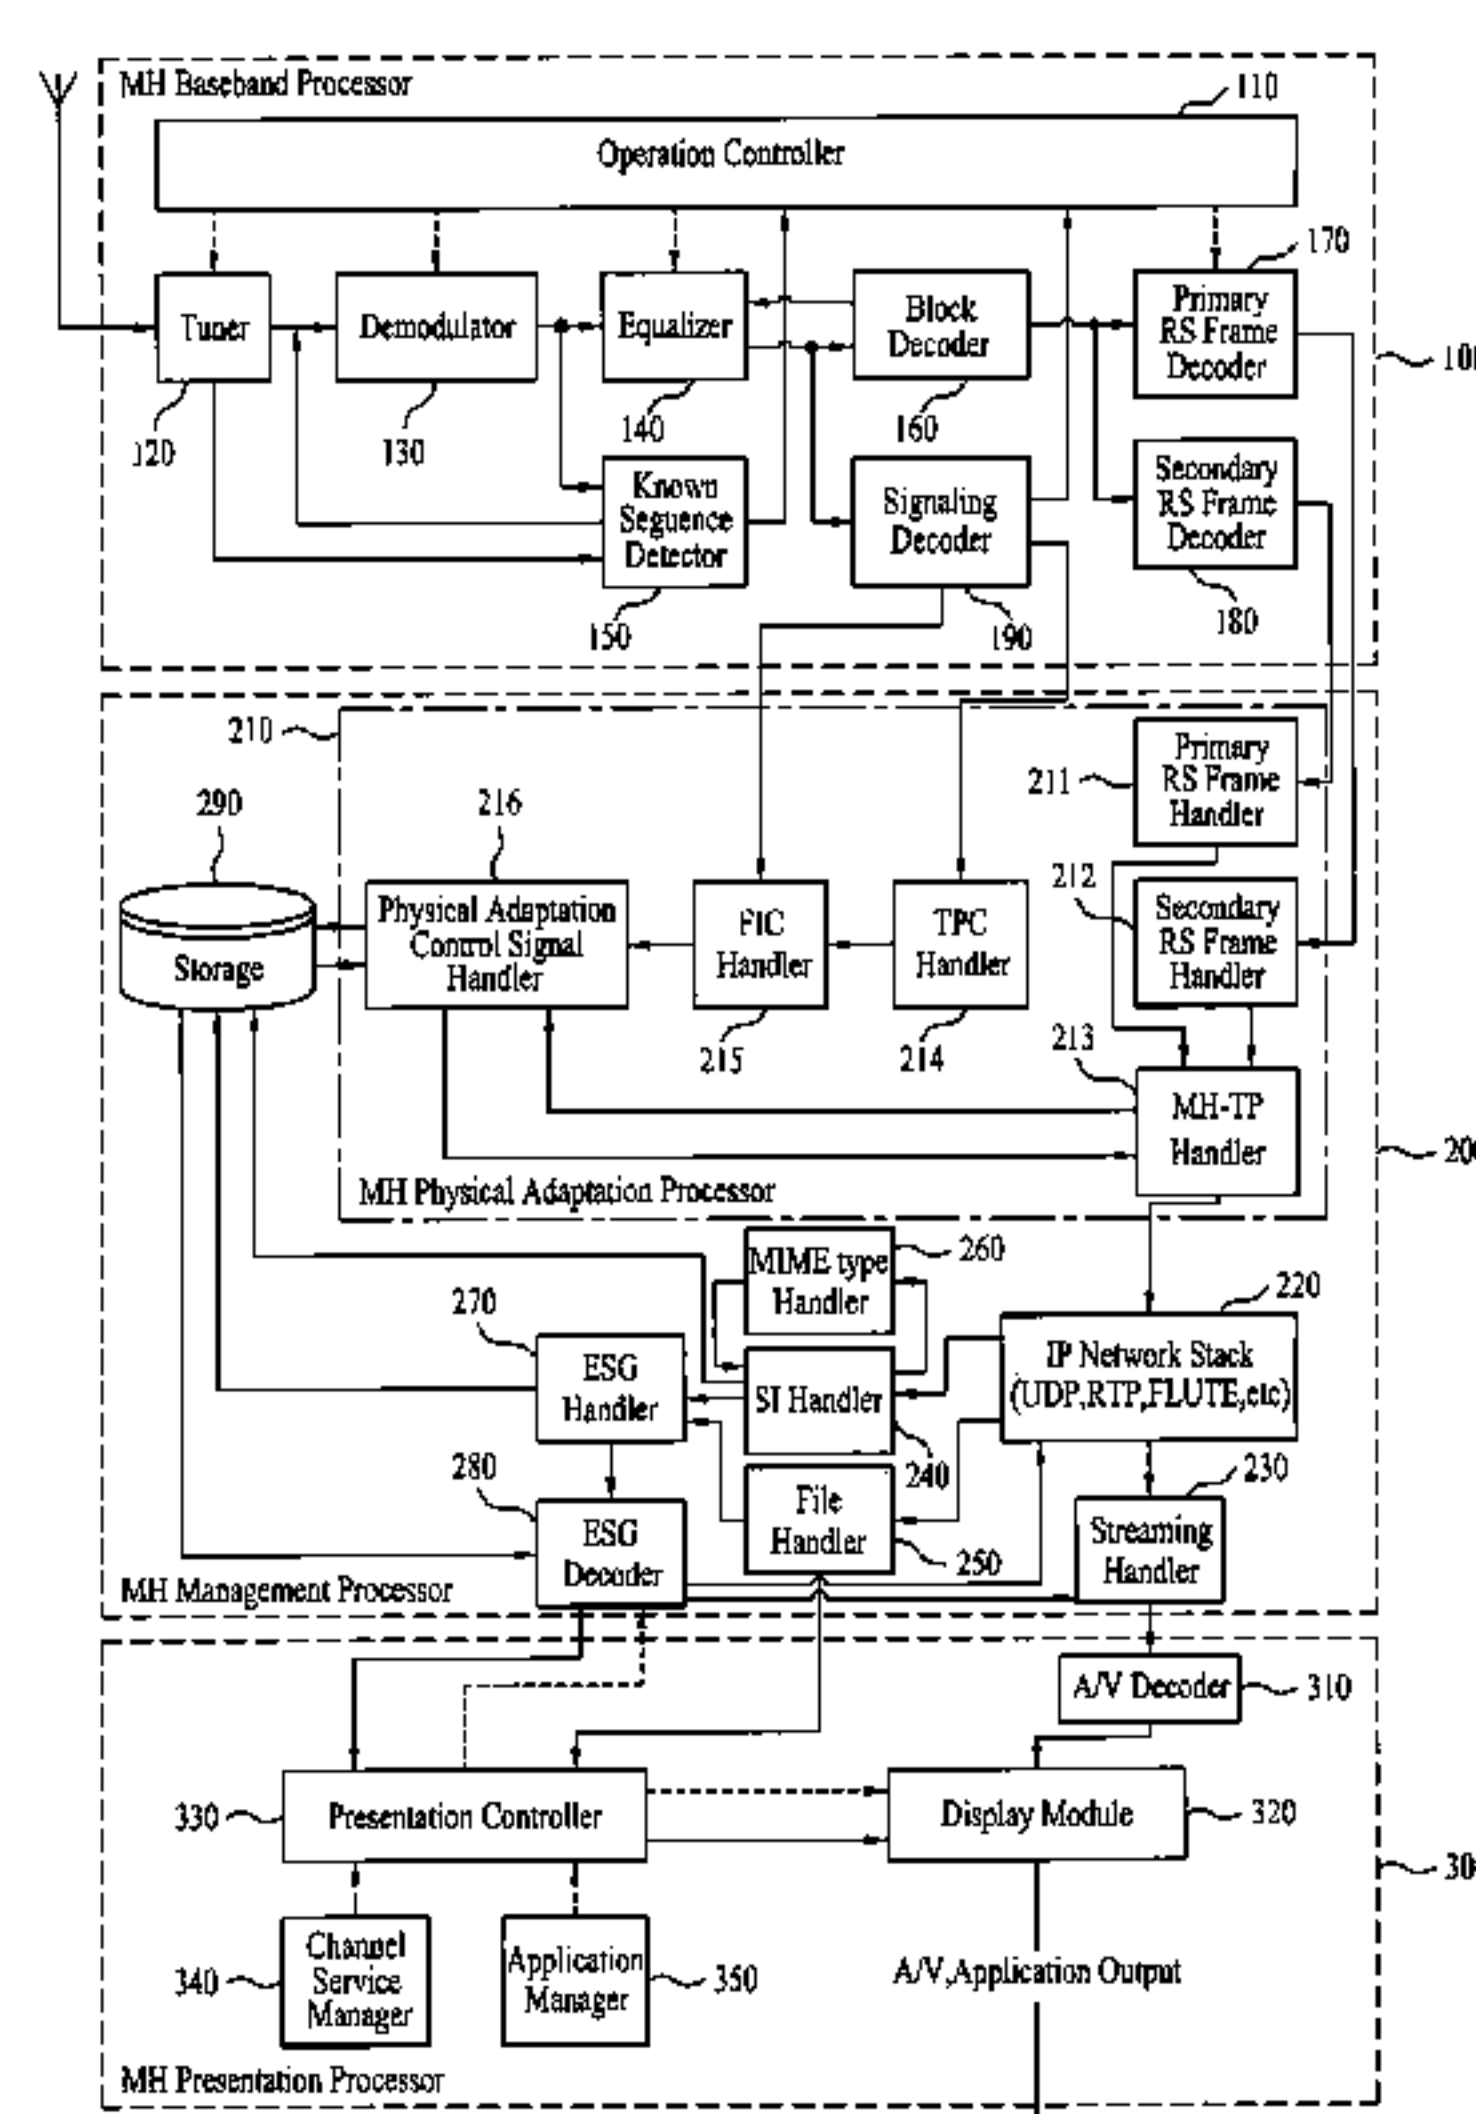 MH Baseband Processor
110
Operation Controller
170
Tuner
Demodulator
Equalizer
Block
Decoder
Primary
RS Frame
Decoder
10
120
130
140
160
Known
Seguence
Detector
Signaling
Decoder
Secondary
RS Frame
Decoder
150
190
180
210
Primary
RS Frame
Handler
211
290
216
212
Storage
Physical Adaptation
Control Signal
Handler
FIC
Handler
TPC
Handler
Secondary
RS Frame
Handler
215
214
213
MH-TP
Handler
20
MH Physical Adaptation Processor
MIME type
Handler
260
270
220
ESG
Handler
SI Handler
IP Network Stack
(UDP,RTP,FLUTE,etc)
280
240
230
ESG
Decoder
File
Handler
250
Streaming
Handler
MH Management Processor
A/V Decoder
310
330
Presentation Controller
Display Module
320
30
340
Channel
Service
Manager
Application
Manager
350
A/V,Application Output
MH Presentation Processor